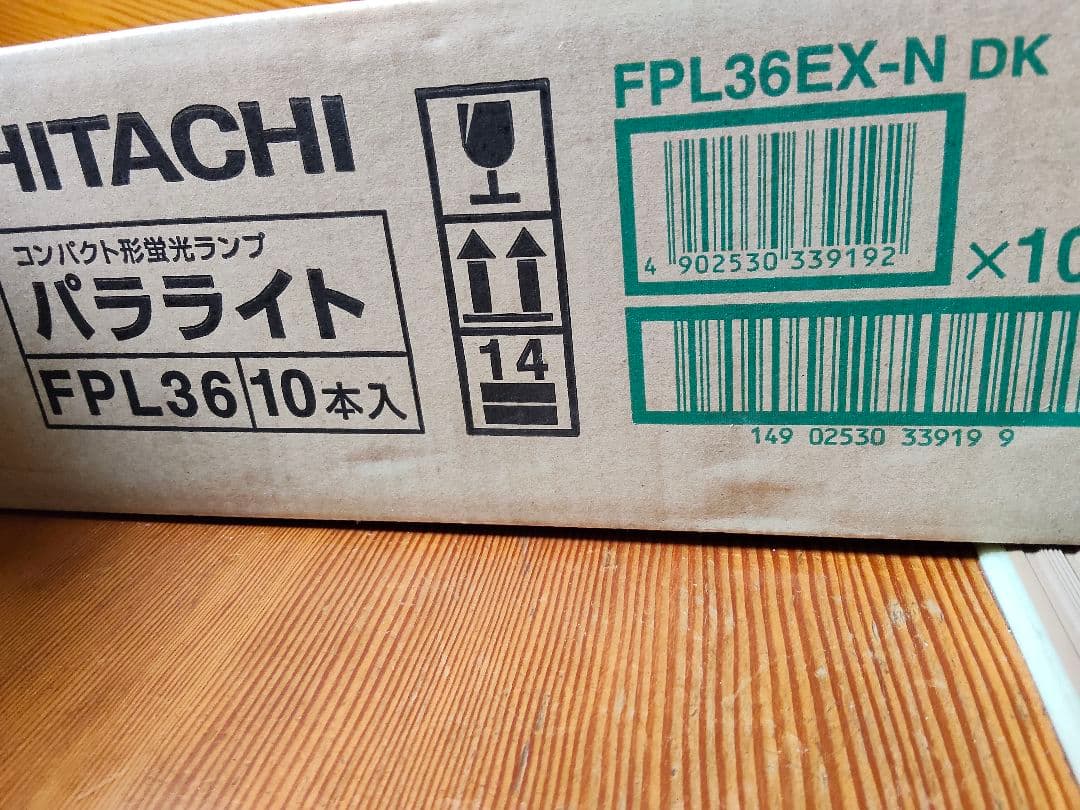 HITACHI
コンパクト形蛍光ランプ
パラライト
FPL36 10本入
14
FPL36EX-N DK
4 902530 339192
×10
149 02530 33919 9